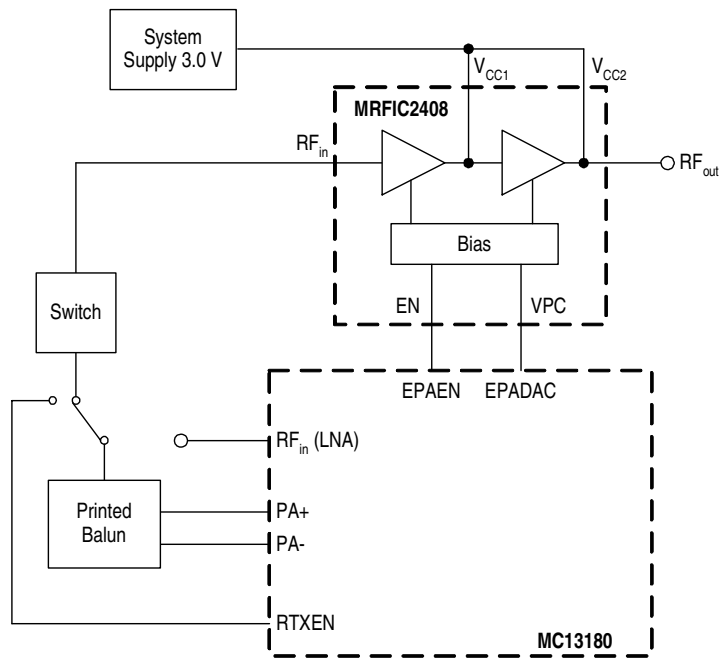 System
Supply 3.0 V
VCC1
VCC2
MRFIC2408
RFin
RFout
Bias
EN
VPC
Switch
EPAEN
EPADAC
RFin (LNA)
Printed
Balun
PA+
PA-
RTXEN
MC13180